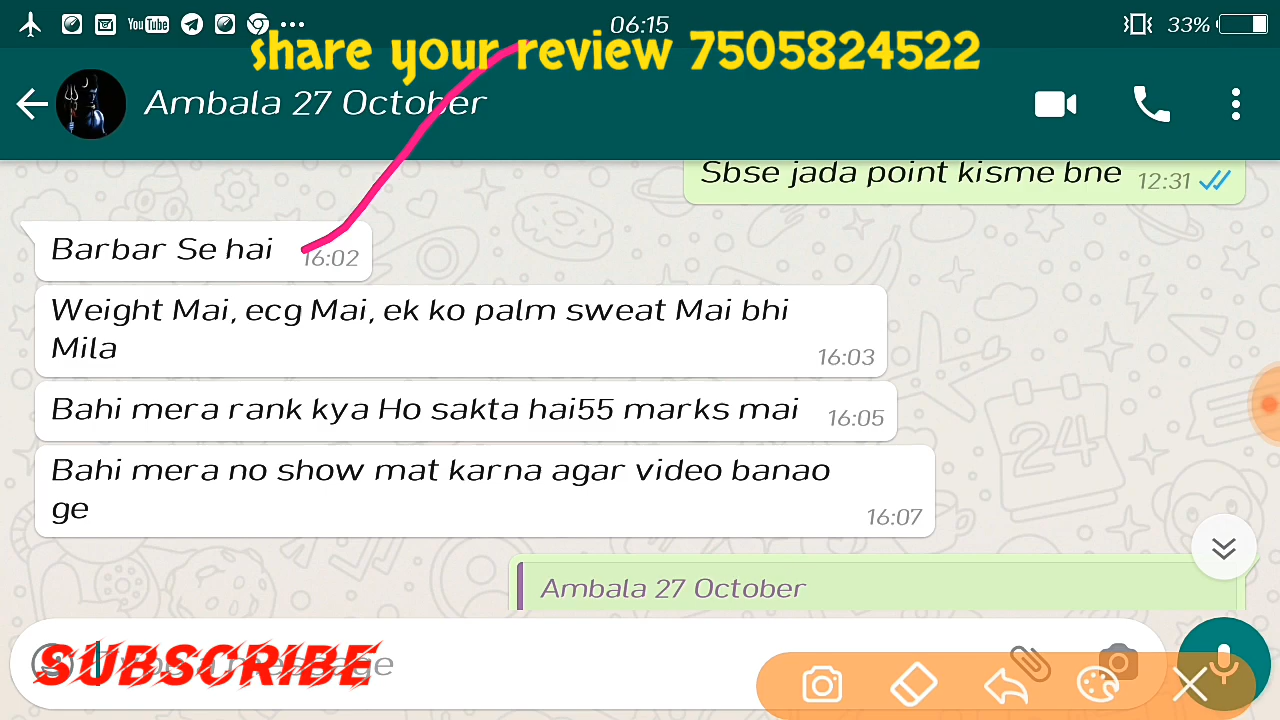 06:15
33%
share your review 7505824522
Ambala 27 October
Sbse jada point kisme bne 12:31
Barbar Se hai 16:02
Weight Mai, ecg Mai, ek ko palm sweat Mai bhi
Mila 16:03
Bahi mera rank kya Ho sakta hai55 marks mai 16:05
Bahi mera no show mat karna agar video banao
ge 16:07
24
Ambala 27 October
SUBSCRIBE
message